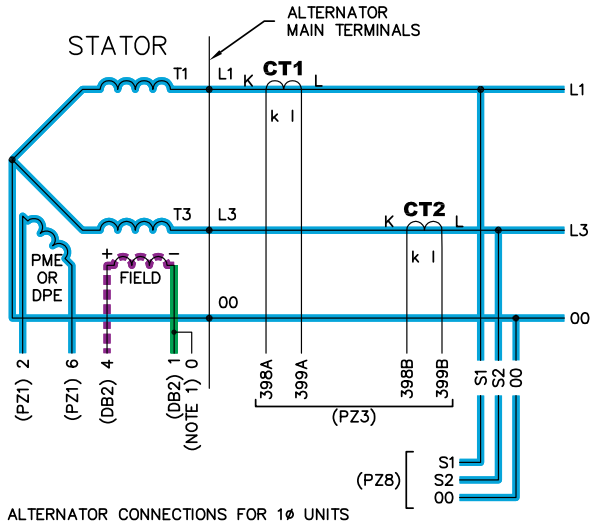 ALTERNATOR
MAIN TERMINALS
STATOR
T1 L1 K CT1 L L1
k l
T3 L3 K CT2 L L3
k l
PME
OR
DPE
+ −
FIELD
00 00
2 6 4 1 0
(PZ1) (PZ1) (DB2) (DB2) (NOTE 1)
398A 399A 398B 399B
(PZ3)
S1 S2 00
(PZ8)
S1
S2
00
ALTERNATOR CONNECTIONS FOR 1ø UNITS